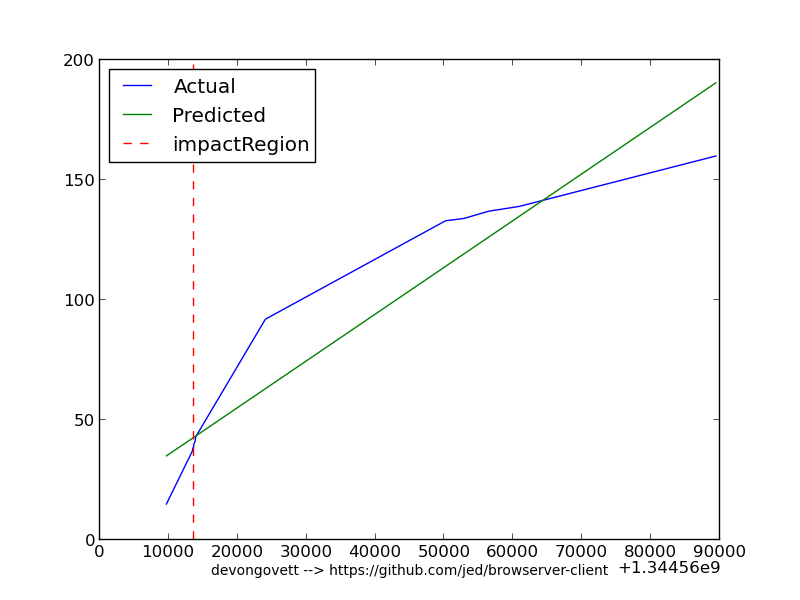 200
150
100
50
0
Actual
Predicted
impactRegion
0 10000 20000 30000 40000 50000 60000 70000 80000 90000
devongovett --> https://github.com/jed/browserver-client +1.34456e9